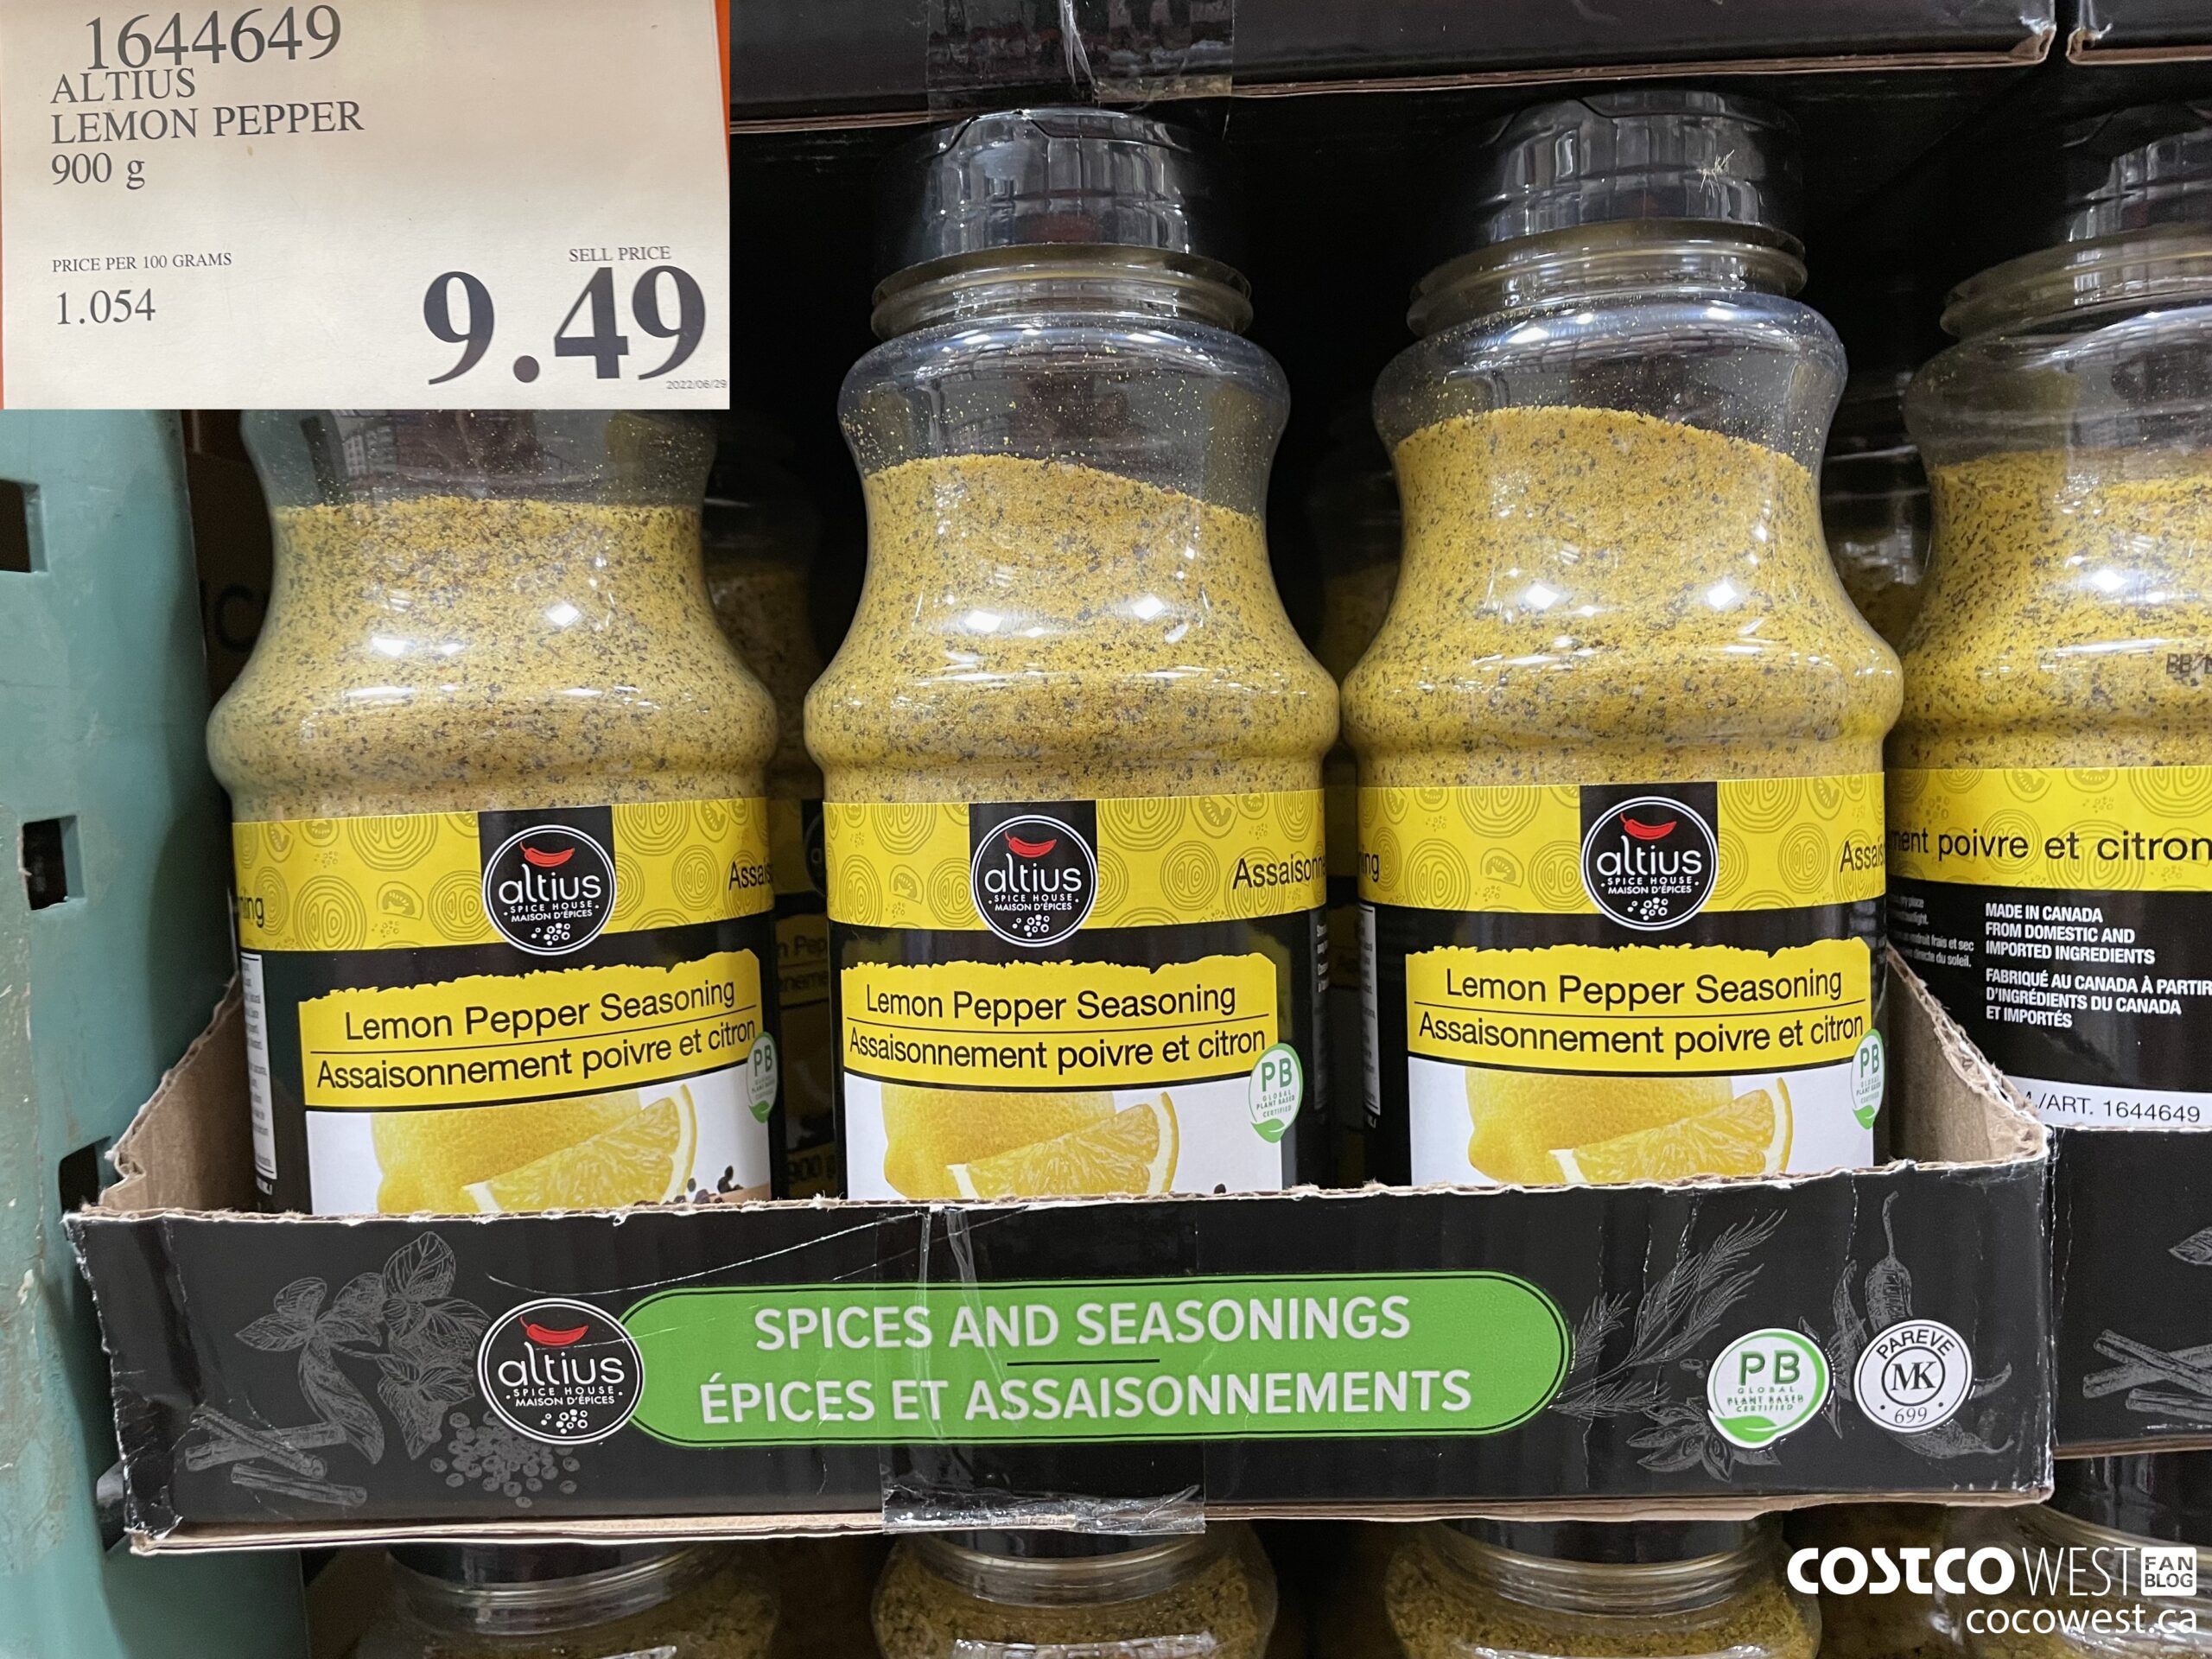 1644649
ALTIUS
LEMON PEPPER
900 g
PRICE PER 100 GRAMS
1.054
SELL PRICE
9.49
2022/06/29
altius
SPICE HOUSE
MAISON D'ÉPICES
Lemon Pepper Seasoning
Assaisonnement poivre et citron
PB
altius
SPICE HOUSE
MAISON D'ÉPICES
Lemon Pepper Seasoning
Assaisonnement poivre et citron
PB
GLOBAL
PLANT BASED
CERTIFIED
altius
SPICE HOUSE
MAISON D'ÉPICES
Lemon Pepper Seasoning
Assaisonnement poivre et citron
PB
poivre et citron
MADE IN CANADA
FROM DOMESTIC AND
IMPORTED INGREDIENTS
FABRIQUÉ AU CANADA À PARTIR
D'INGRÉDIENTS DU CANADA
ET IMPORTÉS
/ART. 1644649
altius
SPICE HOUSE
MAISON D'ÉPICES
SPICES AND SEASONINGS
ÉPICES ET ASSAISONNEMENTS
PB
GLOBAL
PLANT BASED
CERTIFIED
PAREVE
MK
699
COSTCO WEST FAN BLOG
cocowest.ca